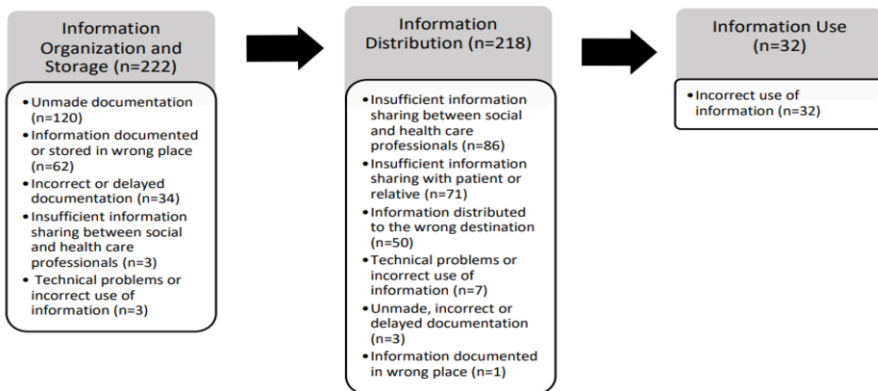 Information
Organization and
Storage (n=222)
• Unmade documentation
(n=120)
• Information documented
or stored in wrong place
(n=62)
• Incorrect or delayed
documentation (n=34)
• Insufficient information
sharing between social
and health care
professionals (n=3)
• Technical problems or
incorrect use of
information (n=3)
Information
Distribution (n=218)
• Insufficient information
sharing between social
and health care
professionals (n=86)
• Insufficient information
sharing with patient or
relative (n=71)
• Information distributed
to the wrong destination
(n=50)
• Technical problems or
incorrect use of
information (n=7)
• Unmade, incorrect or
delayed documentation
(n=3)
• Information documented
in wrong place (n=1)
Information Use
(n=32)
• Incorrect use of
information (n=32)